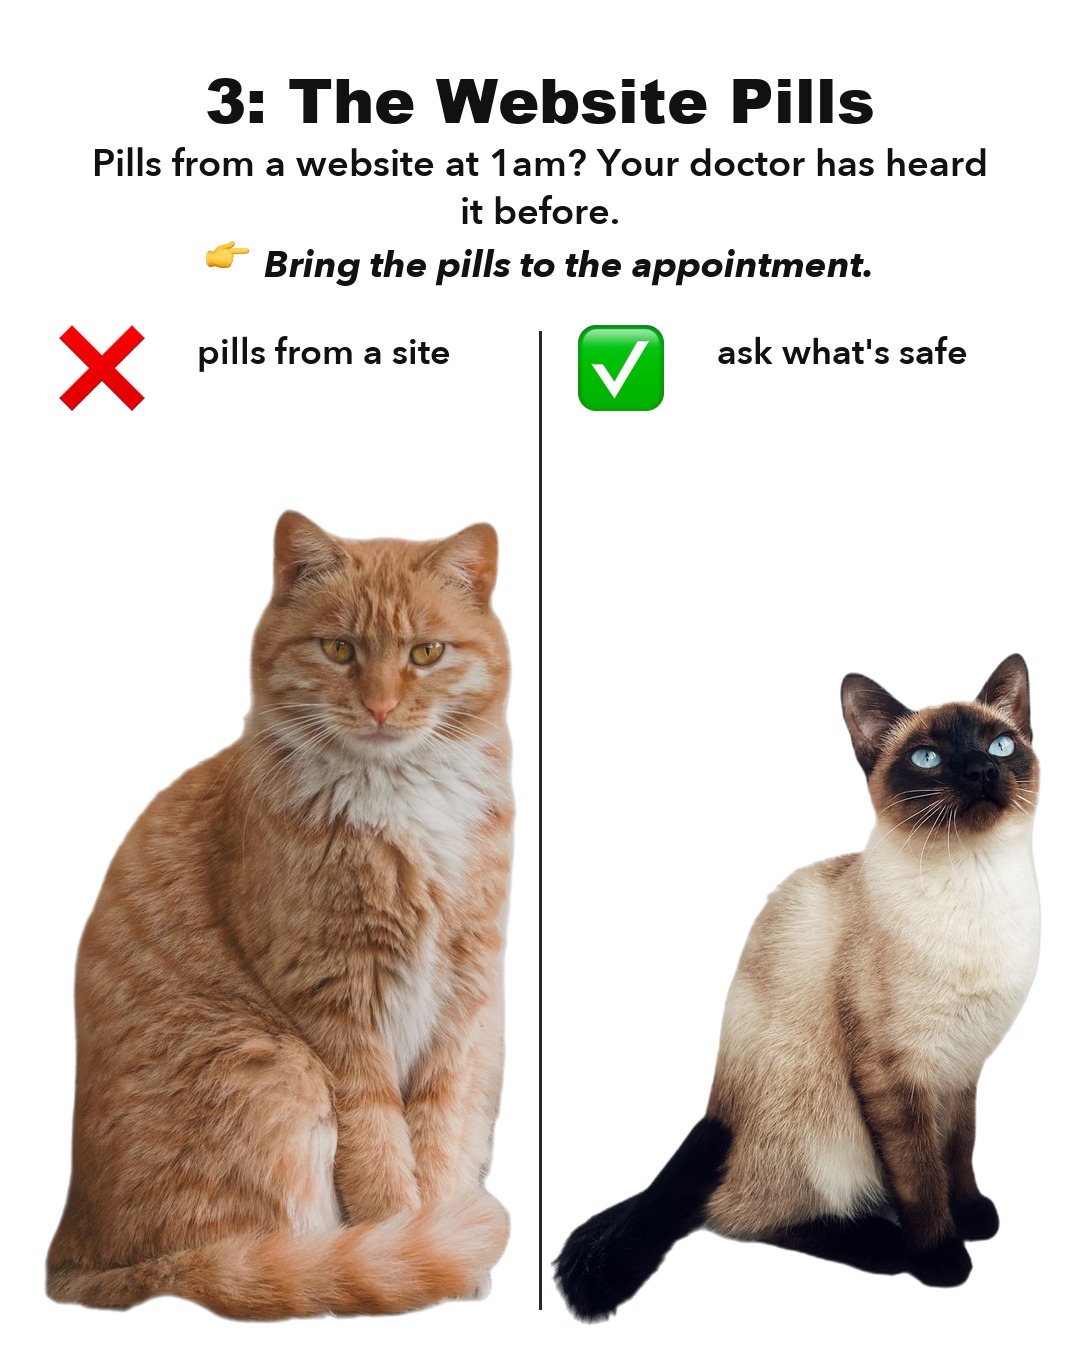 3: The Website Pills
Pills from a website at 1am? Your doctor has heard
it before.
👉 Bring the pills to the appointment.
❌ pills from a site
✅ ask what's safe